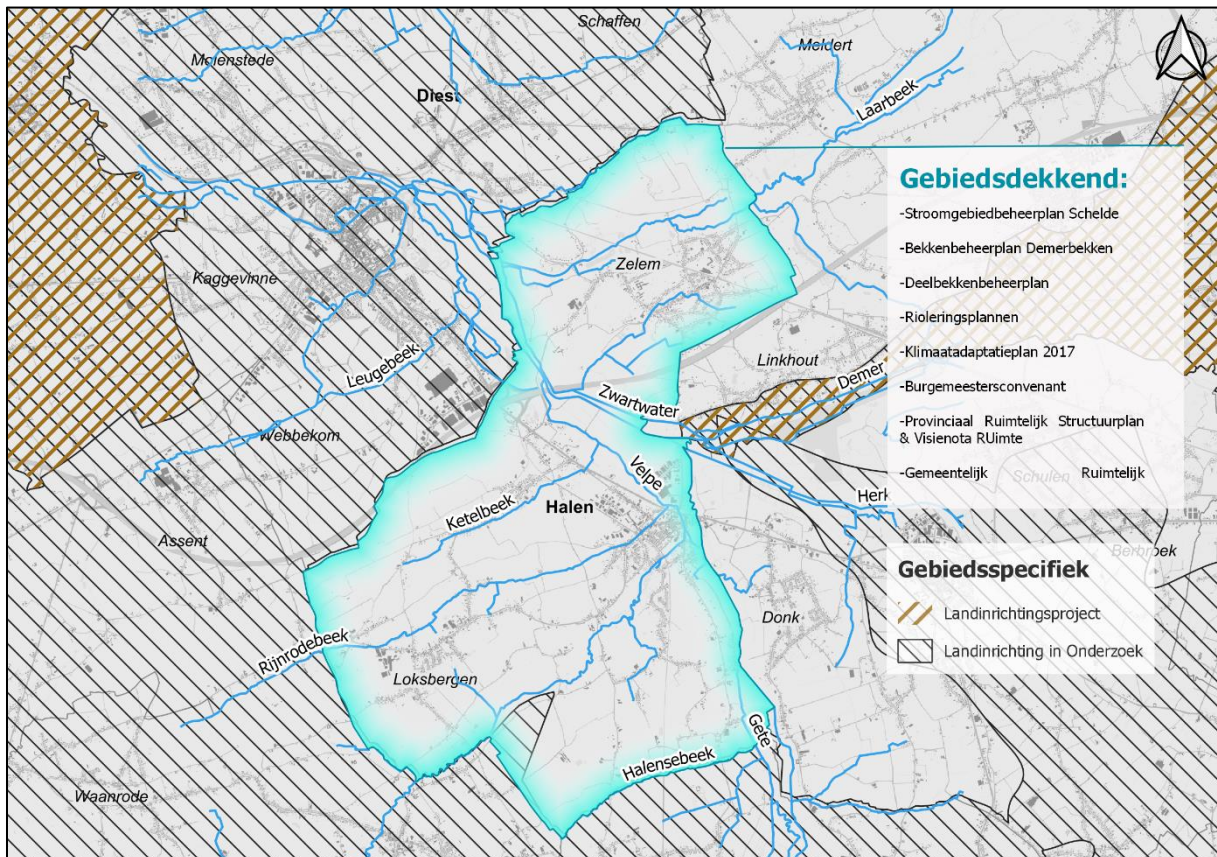 Schaffen
Molenstede
Meldert
Diest
Laarbeek
Gebiedsdekkend:
-Stroomgebiedbeheerplan Schelde
-Bekkenbeheerplan Demerbekken
-Deelbekkenbeheerplan
-Rioleringsplannen
-Klimaatadaptatieplan 2017
-Burgemeestersconvenant
-Provinciaal Ruimtelijk Structuurplan
& Visienota RUimte
-Gemeentelijk Ruimtelijk
Zelem
Kaggevinne
Linkhout
Leugebeek
Demer
Zwartwater
Webbekom
Velpe
Schulen
Ketelbeek
Halen
Herk
Assent
Berbroek
Gebiedsspecifiek
Landinrichtingsproject
Landinrichting in Onderzoek
Donk
Rijnrodebeek
Loksbergen
Gete
Halensebeek
Waanrode